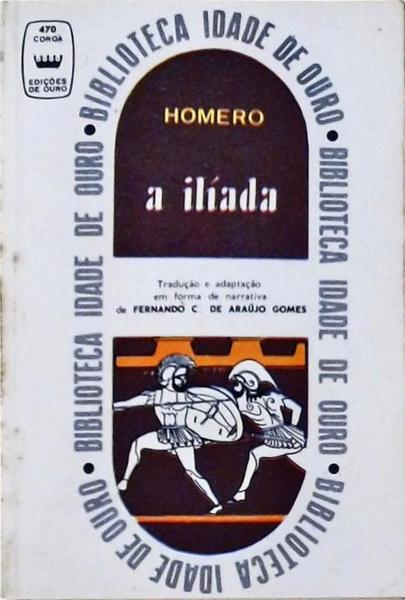 470
COROA
EDIÇÕES
DE OURO
BIBLIOTECA IDADE DE OURO • BIBLIOTECA IDADE DE OURO • BIBLIOTECA IDADE DE OURO • BIBLIOTECA IDADE DE OURO •
HOMERO
a ilíada
Tradução e adaptação
em forma de narrativa
de FERNANDO C. DE ARAÚJO GOMES